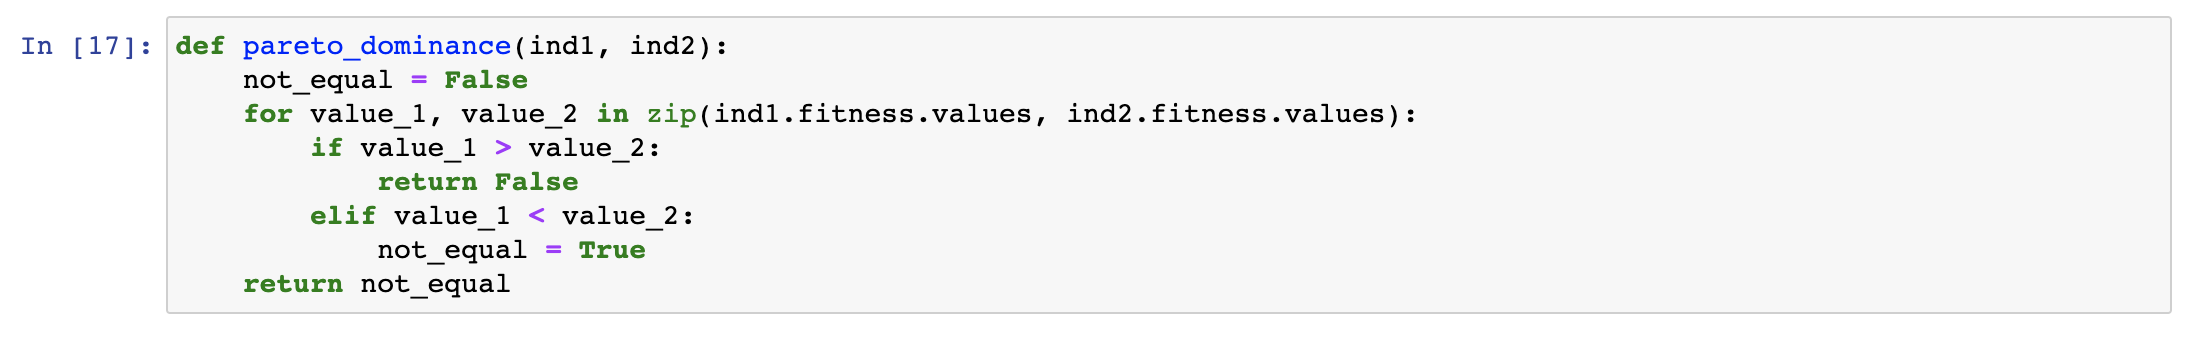 In [17]: def pareto_dominance(ind1, ind2):
    not_equal = False
    for value_1, value_2 in zip(ind1.fitness.values, ind2.fitness.values):
        if value_1 > value_2:
            return False
        elif value_1 < value_2:
            not_equal = True
    return not_equal